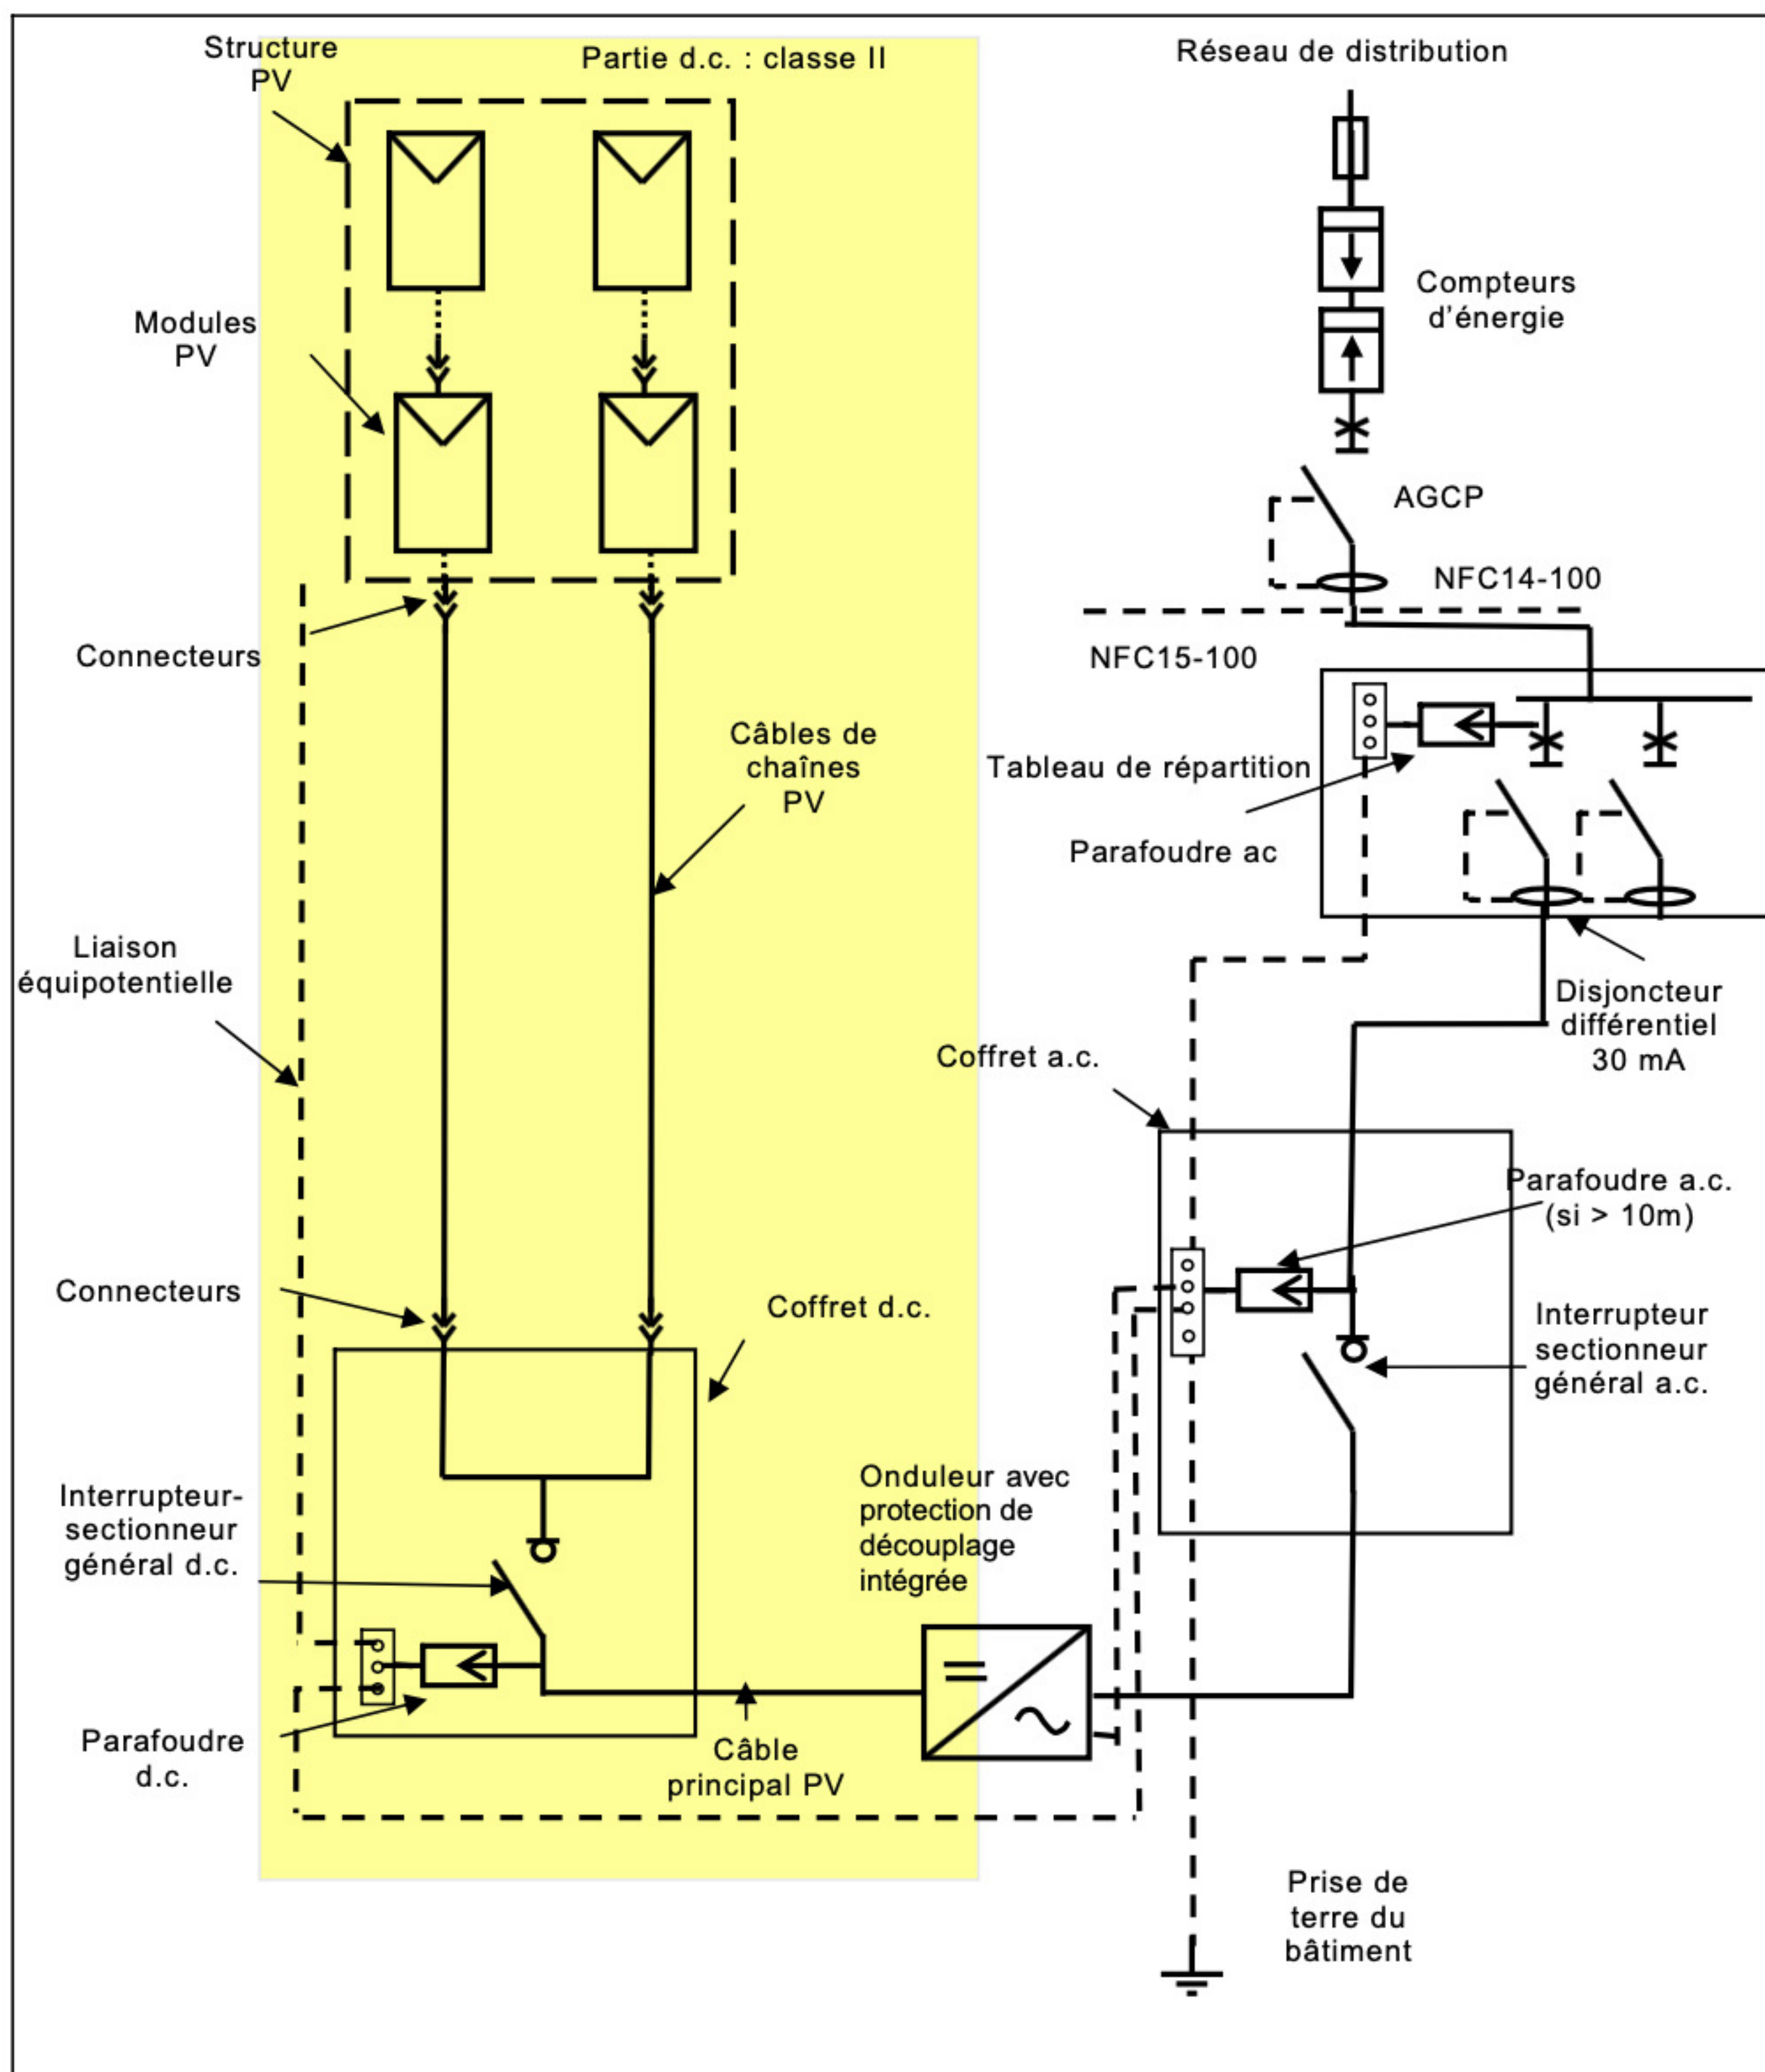 Structure
PV
Partie d.c. : classe II
Réseau de distribution
Modules
PV
Compteurs
d'énergie
AGCP
NFC14-100
NFC15-100
Connecteurs
Câbles de
chaînes
PV
Tableau de répartition
Parafoudre ac
Liaison
équipotentielle
Disjoncteur
différentiel
30 mA
Coffret a.c.
Parafoudre a.c.
(si > 10m)
Connecteurs
Coffret d.c.
Interrupteur
sectionneur
général a.c.
Interrupteur-
sectionneur
général d.c.
Onduleur avec
protection de
découplage
intégrée
Parafoudre
d.c.
Câble
principal PV
Prise de
terre du
bâtiment